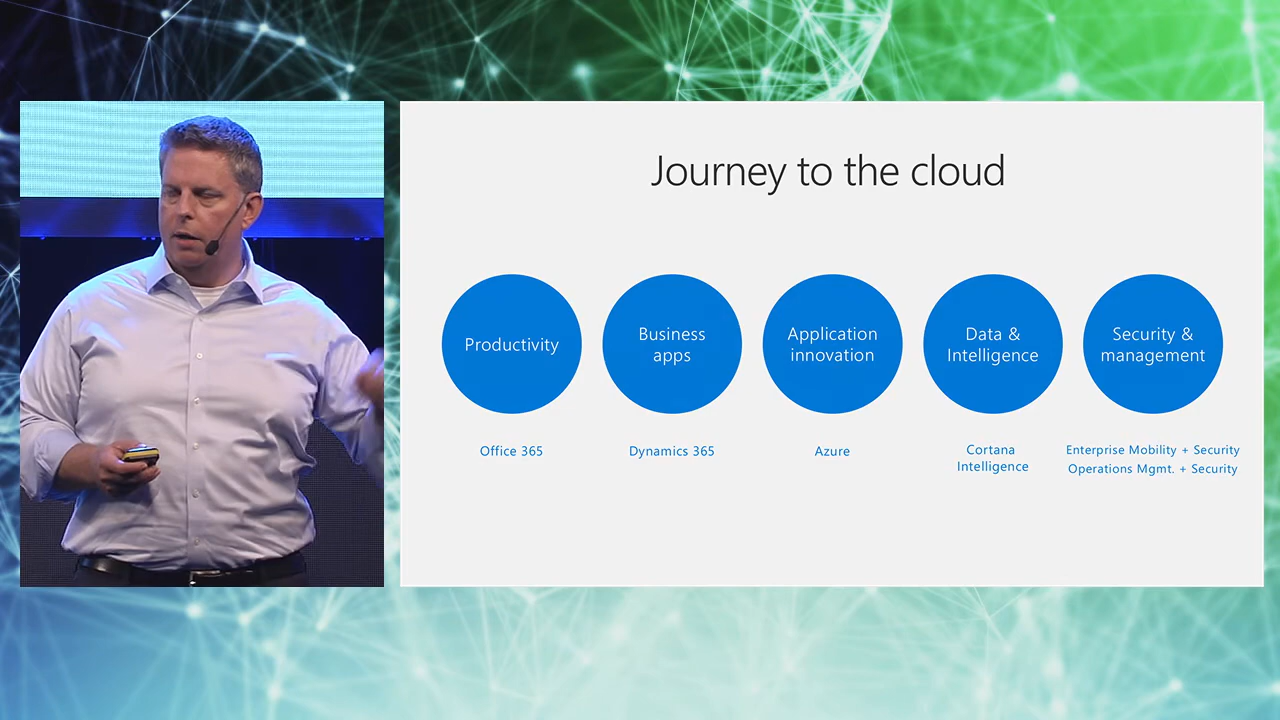 Journey to the cloud
Productivity
Business
apps
Application
innovation
Data &
Intelligence
Security &
management
Office 365
Dynamics 365
Azure
Cortana
Intelligence
Enterprise Mobility + Security
Operations Mgmt. + Security